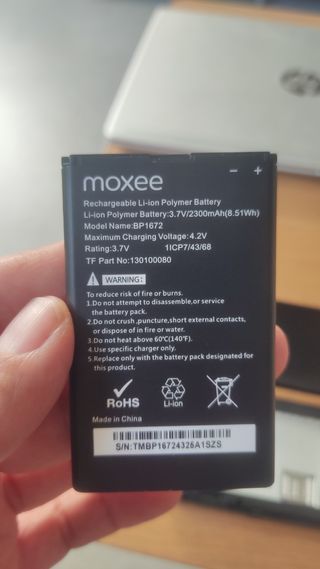 moxee
- +
Rechargeable Li-ion Polymer Battery
Li-ion Polymer Battery:3.7V/2300mAh(8.51Wh)
Model Name:BP1672
Maximum Charging Voltage:4.2V
Rating:3.7V 1ICP7/43/68
TF Part No:130100080
WARNING:
To reduce risk of fire or burns.
1.Do not attempt to disassemble,or service
the battery pack.
2.Do not crush ,puncture,short external contacts,
or dispose of in fire or water.
3.Do not heat above 60℃(140℉).
4.Use specific charger only.
5.Replace only with the battery pack designated for
this product.
RoHS
Li-ion
Made in China
S/N:TMBP16724325A1SZS
hp